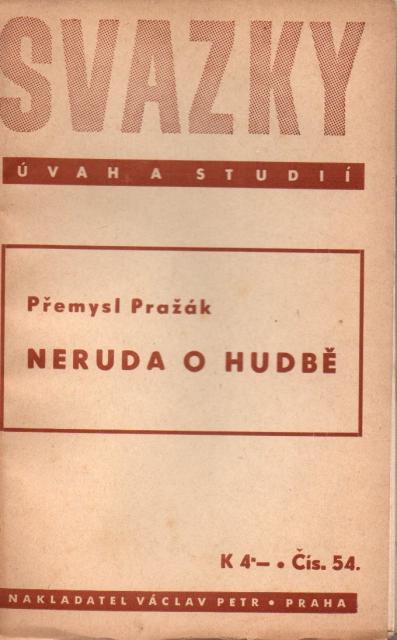 SVAZKY
ÚVAH A STUDIÍ
Přemysl Pražák
NERUDA O HUDBĚ
K 4·— • Čís. 54.
NAKLADATEL VÁCLAV PETR • PRAHA